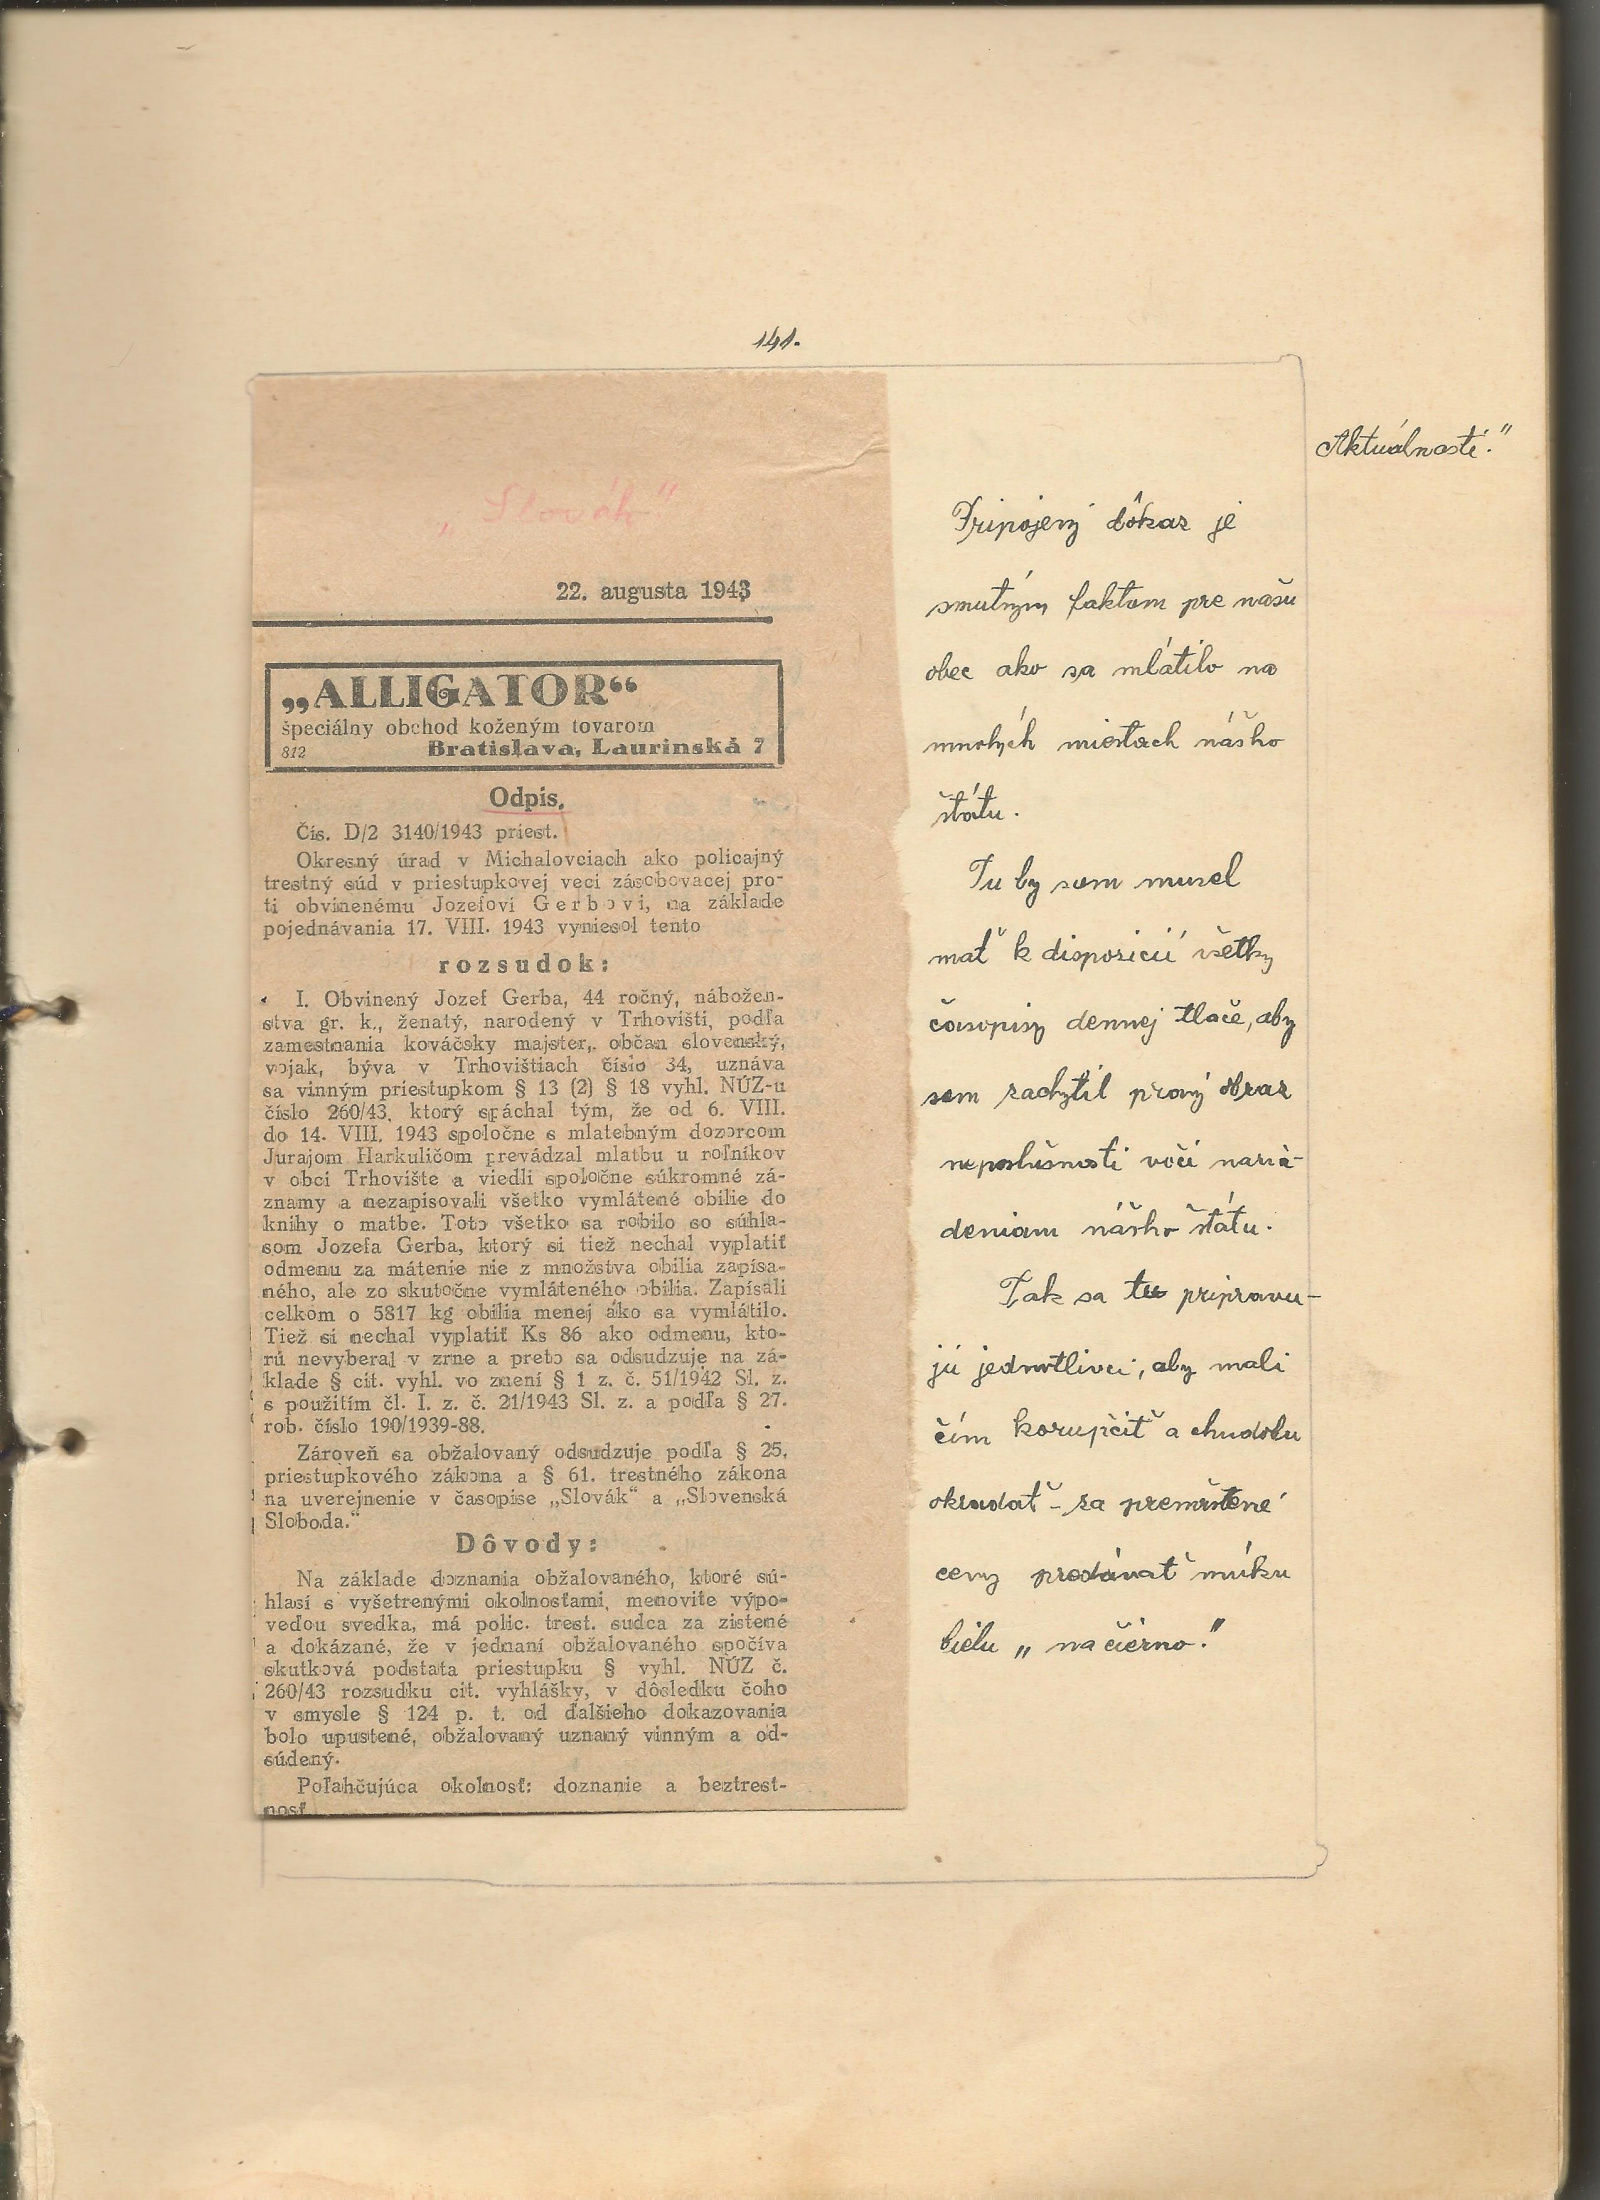 141.
Aktuálnosti."
„Slovák"
22. augusta 1943
„ALLIGATOR“
špeciálny obchod koženým tovarom
812 Bratislava, Laurinská 7
Odpis.
Čís. D/2 3140/1943 priest.
Okresný úrad v Michalovciach ako policajný
trestný súd v priestupkovej veci zásobovacej pro-
ti obvinenému Jozefovi Gerbovi, na základe
pojednávania 17. VIII. 1943 vyniesol tento
rozsudok:
I. Obvinený Jozef Gerba, 44 ročný, nábožen-
stva gr. k., ženatý, narodený v Trhovišti, podľa
zamestnania kováčsky majster, občan slovenský,
vojak, býva v Trhovištiach číslo 34, uznáva
sa vinným priestupkom § 13 (2) § 18 vyhl. NÚZ-u
číslo 260/43, ktorý spáchal tým, že od 6. VIII.
do 14. VIII. 1943 spoločne s mlatebným dozorcom
Jurajom Harkuličom prevádzal mlatbu u roľníkov
v obci Trhovište a viedli spoločne súkromné zá-
znamy a nezapisovali všetko vymlátené obilie do
knihy o matbe. Toto všetko sa robilo so súhla-
som Jozefa Gerba, ktorý si tiež nechal vyplatiť
odmenu za mátenie nie z množstva obilia zapísa-
ného, ale zo skutočne vymláteného obilia. Zapísali
celkom o 5817 kg obilia menej ako sa vymlátilo.
Tiež si nechal vyplatiť Ks 86 ako odmenu, kto-
rú nevyberal v zrne a preto sa odsudzuje na zá-
klade § cit. vyhl. vo znení § 1 z. č. 51/1942 Sl. z.
s použitím čl. I. z. č. 21/1943 Sl. z. a podľa § 27.
rob. číslo 190/1939-88.
Zároveň sa obžalovaný odsudzuje podľa § 25,
priestupkového zákona a § 61. trestného zákona
na uverejnenie v časopise „Slovák“ a „Slovenská
Sloboda.“
Dôvody:
Na základe doznania obžalovaného, ktoré sú-
hlasí s vyšetrenými okolnosťami, menovite výpo-
veďou svedka, má polic. trest. sudca za zistené
a dokázané, že v jednaní obžalovaného spočíva
skutková podstata priestupku § vyhl. NÚZ č.
260/43 rozsudku cit. vyhlášky, v dôsledku čoho
v smysle § 124 p. t. od ďalšieho dokazovania
bolo upustené, obžalovaný uznaný vinným a od-
súdený.
Poľahčujúca okolnosť: doznanie a beztrest-
nosť
Pripojený dôkaz je
smutným faktom pre našu
obec ako sa mlátilo na
mnohých miestach nášho
štátu.
Tu by som musel
mať k dispozícií všetky
časopisy dennej tlače, aby
som zachytil pravý obraz
neposlušnosti voči naria-
deniam nášho štátu.
Tak sa tu pripravu-
jú jednotlivci, aby mali
čím korupčiť a chudobu
okradať - za premrštené
ceny predávať múku
bielu „na čierno."